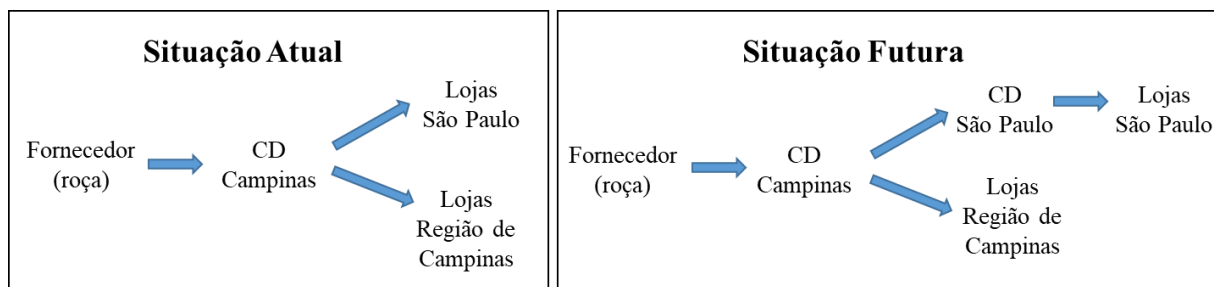 Situação Atual
Fornecedor
(roça)
CD
Campinas
Lojas
São Paulo
Lojas
Região de
Campinas
Situação Futura
Fornecedor
(roça)
CD
Campinas
CD
São Paulo
Lojas
São Paulo
Lojas
Região de
Campinas